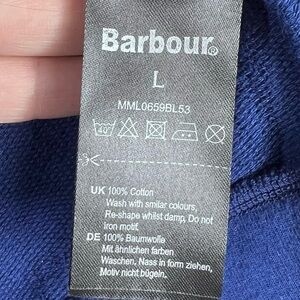 Barbour®
L
MML0659BL53
40
UK 100% Cotton
Wash with similar colours,
Re-shape whilst damp, Do not
iron motif.
DE 100% Baumwolle
Mit ähnlichen farben
Waschen, Nass in form ziehen,
Motiv nicht bügeln.